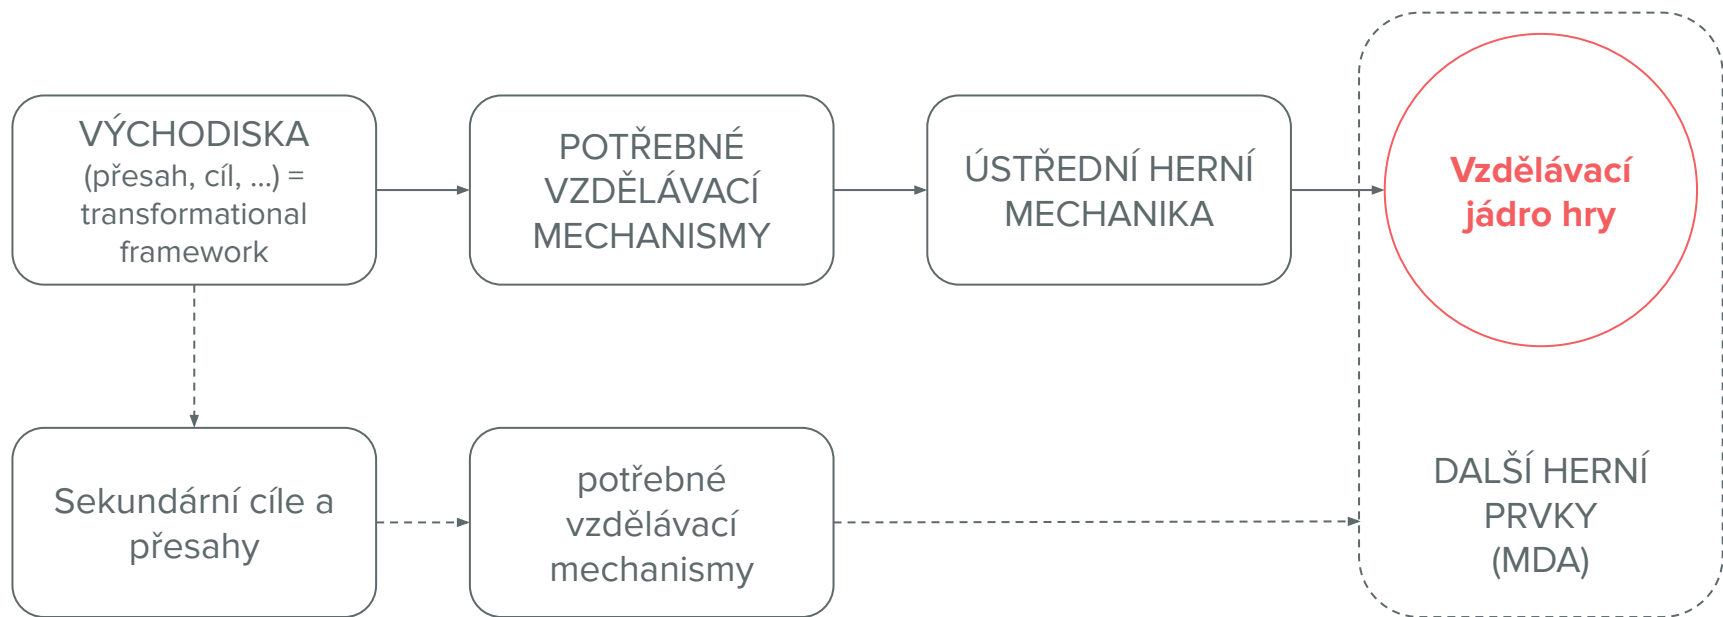 VÝCHODISKA
(přesah, cíl, ...) =
transformational
framework
POTŘEBNÉ
VZDĚLÁVACÍ
MECHANISMY
ÚSTŘEDNÍ HERNÍ
MECHANIKA
Vzdělávací
jádro hry
Sekundární cíle a
přesahy
potřebné
vzdělávací
mechanismy
DALŠÍ HERNÍ
PRVKY
(MDA)